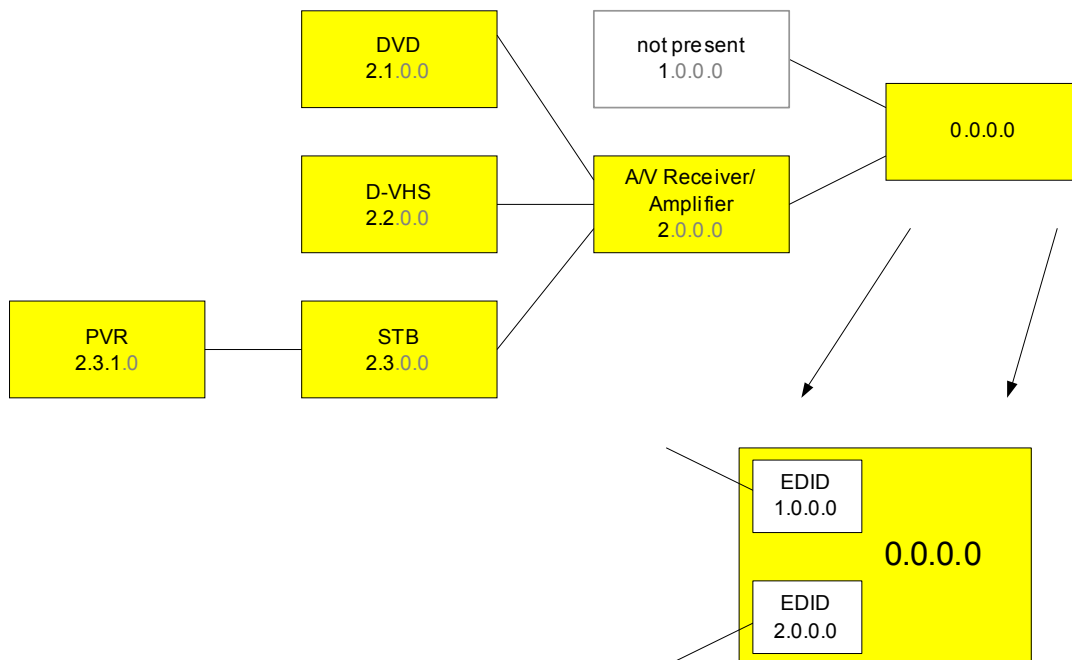 DVD
2.1.0.0
not present
1.0.0.0
0.0.0.0
D-VHS
2.2.0.0
A/V Receiver/
Amplifier
2.0.0.0
PVR
2.3.1.0
STB
2.3.0.0
EDID
1.0.0.0
0.0.0.0
EDID
2.0.0.0